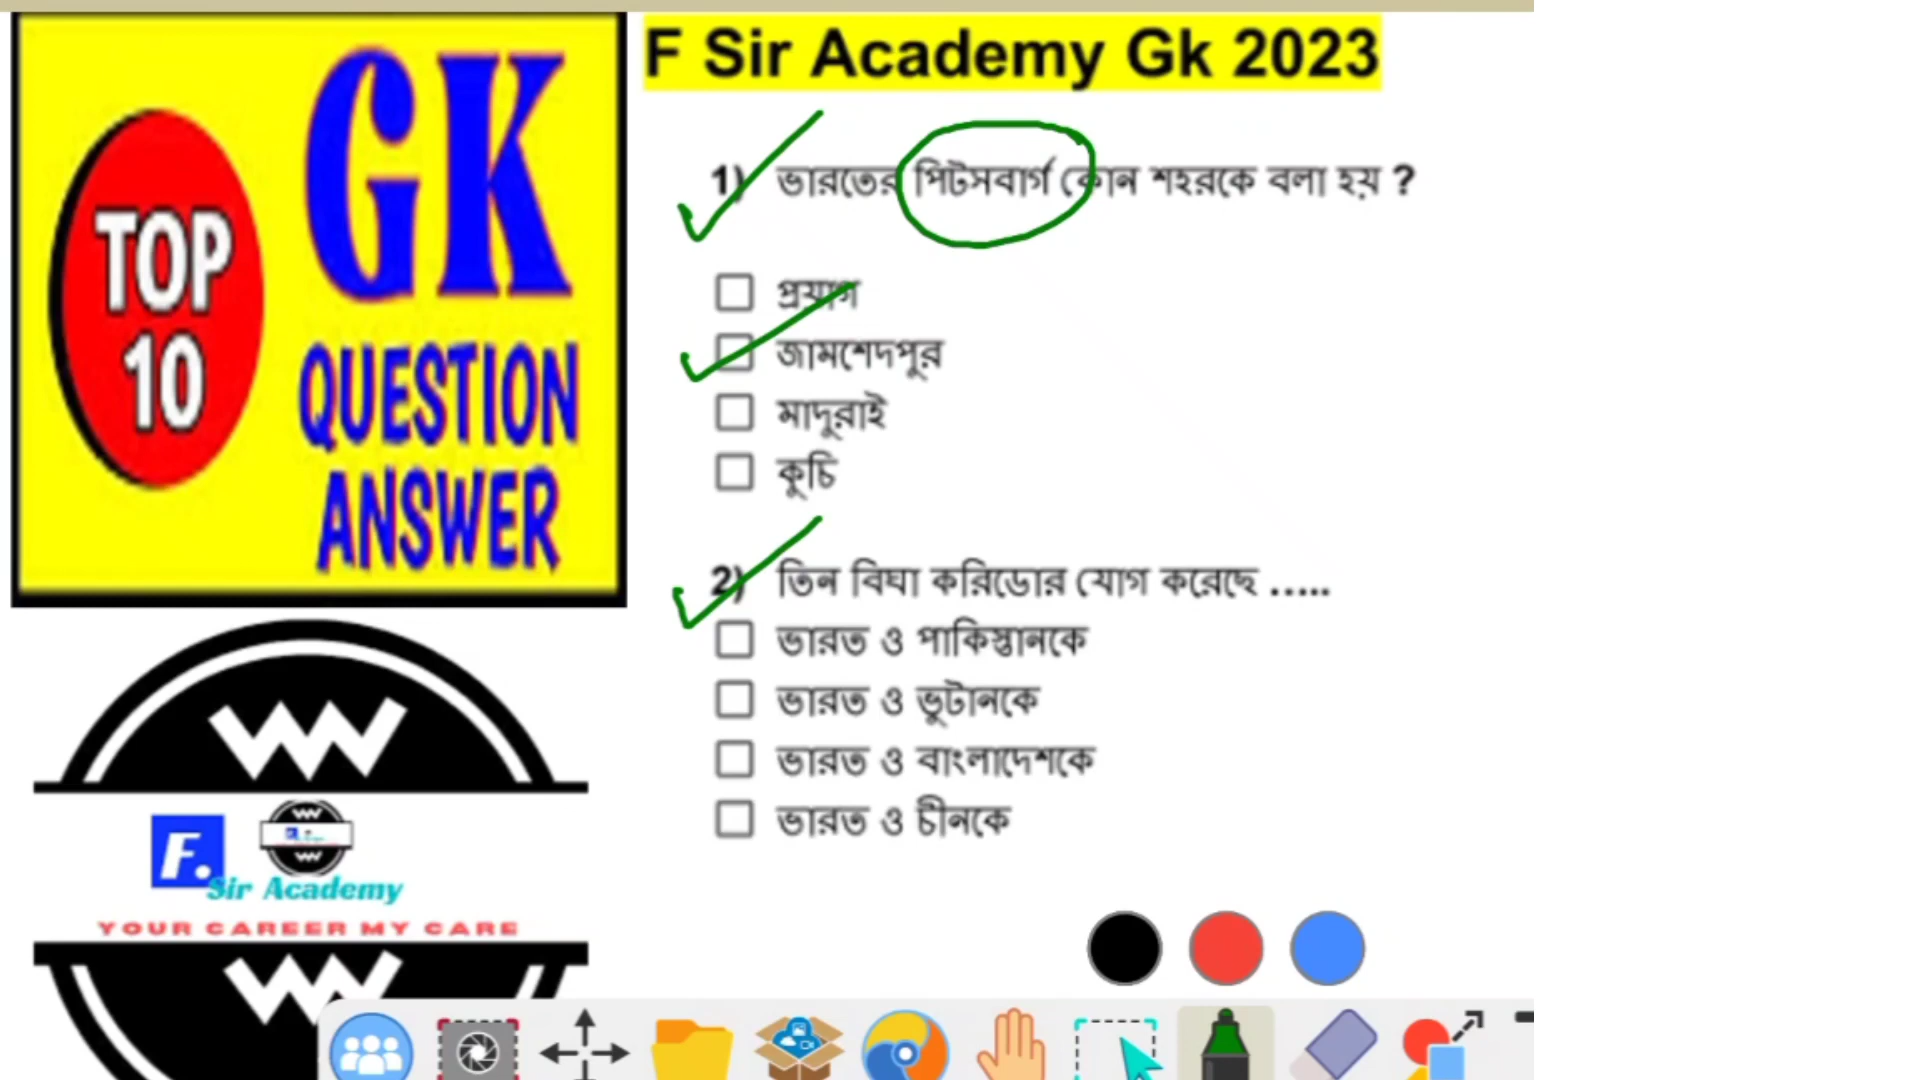 F Sir Academy Gk 2023
TOP
10
GK
QUESTION
ANSWER
1) ভারতের পিটসবার্গ কোন শহরকে বলা হয় ?
প্রয়াগ
জামশেদপুর
মাদুরাই
কুচি
2) তিন বিঘা করিডোর যোগ করেছে .....
ভারত ও পাকিস্তানকে
ভারত ও ভুটানকে
ভারত ও বাংলাদেশকে
ভারত ও চীনকে
F.
Sir Academy
YOUR CAREER MY CARE